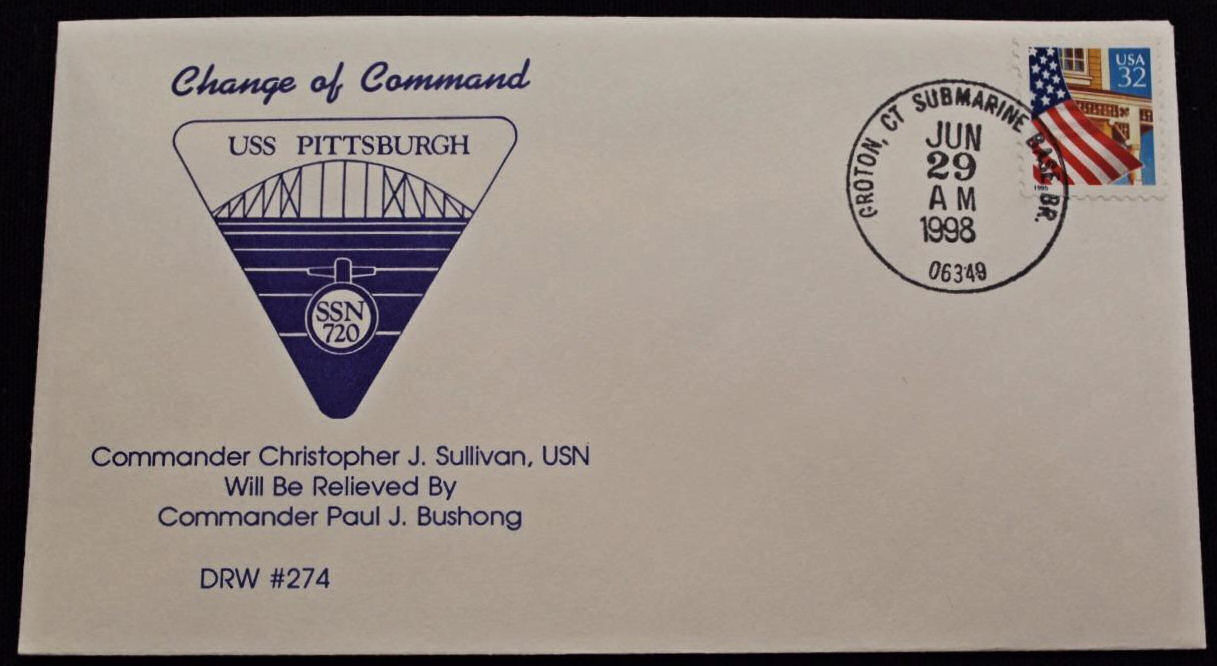 Change of Command
USS PITTSBURGH
SSN
720
Commander Christopher J. Sullivan, USN
Will Be Relieved By
Commander Paul J. Bushong
DRW #274
GROTON, CT SUBMARINE BASE BR.
JUN
29
AM
1998
06349
USA
32
1995